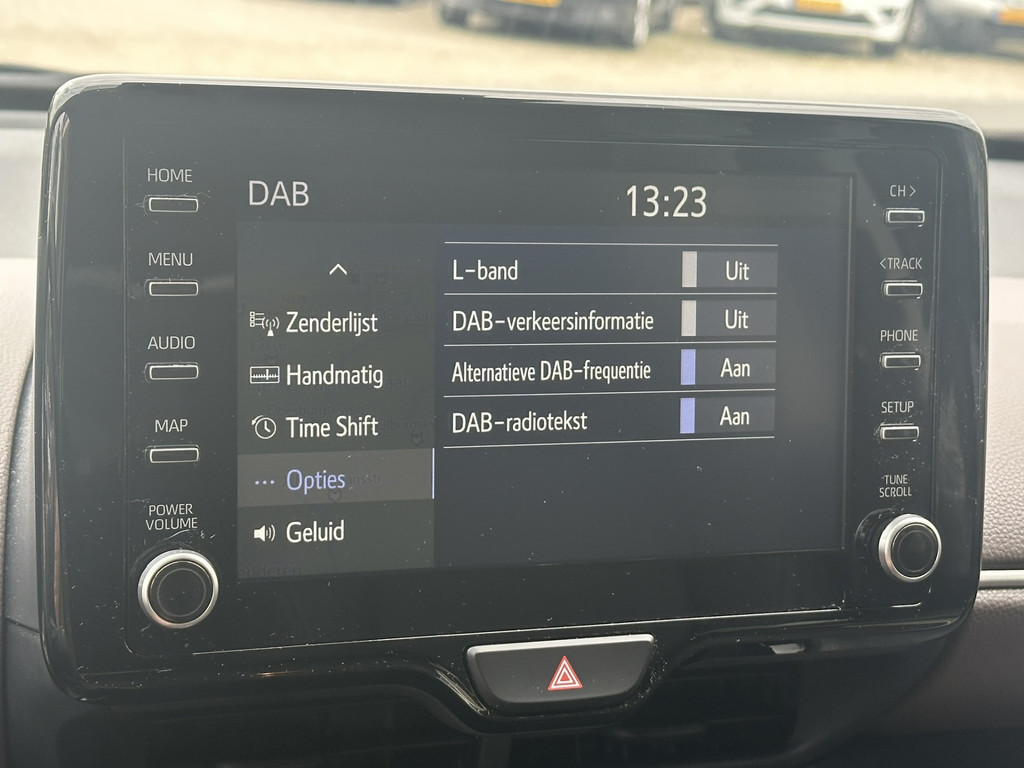 HOME
MENU
AUDIO
MAP
POWER
VOLUME
DAB
13:23
Zenderlijst
Handmatig
Time Shift
Opties
Geluid
L-band Uit
DAB-verkeersinformatie Uit
Alternatieve DAB-frequentie Aan
DAB-radiotekst Aan
CH >
< TRACK
PHONE
SETUP
TUNE
SCROLL